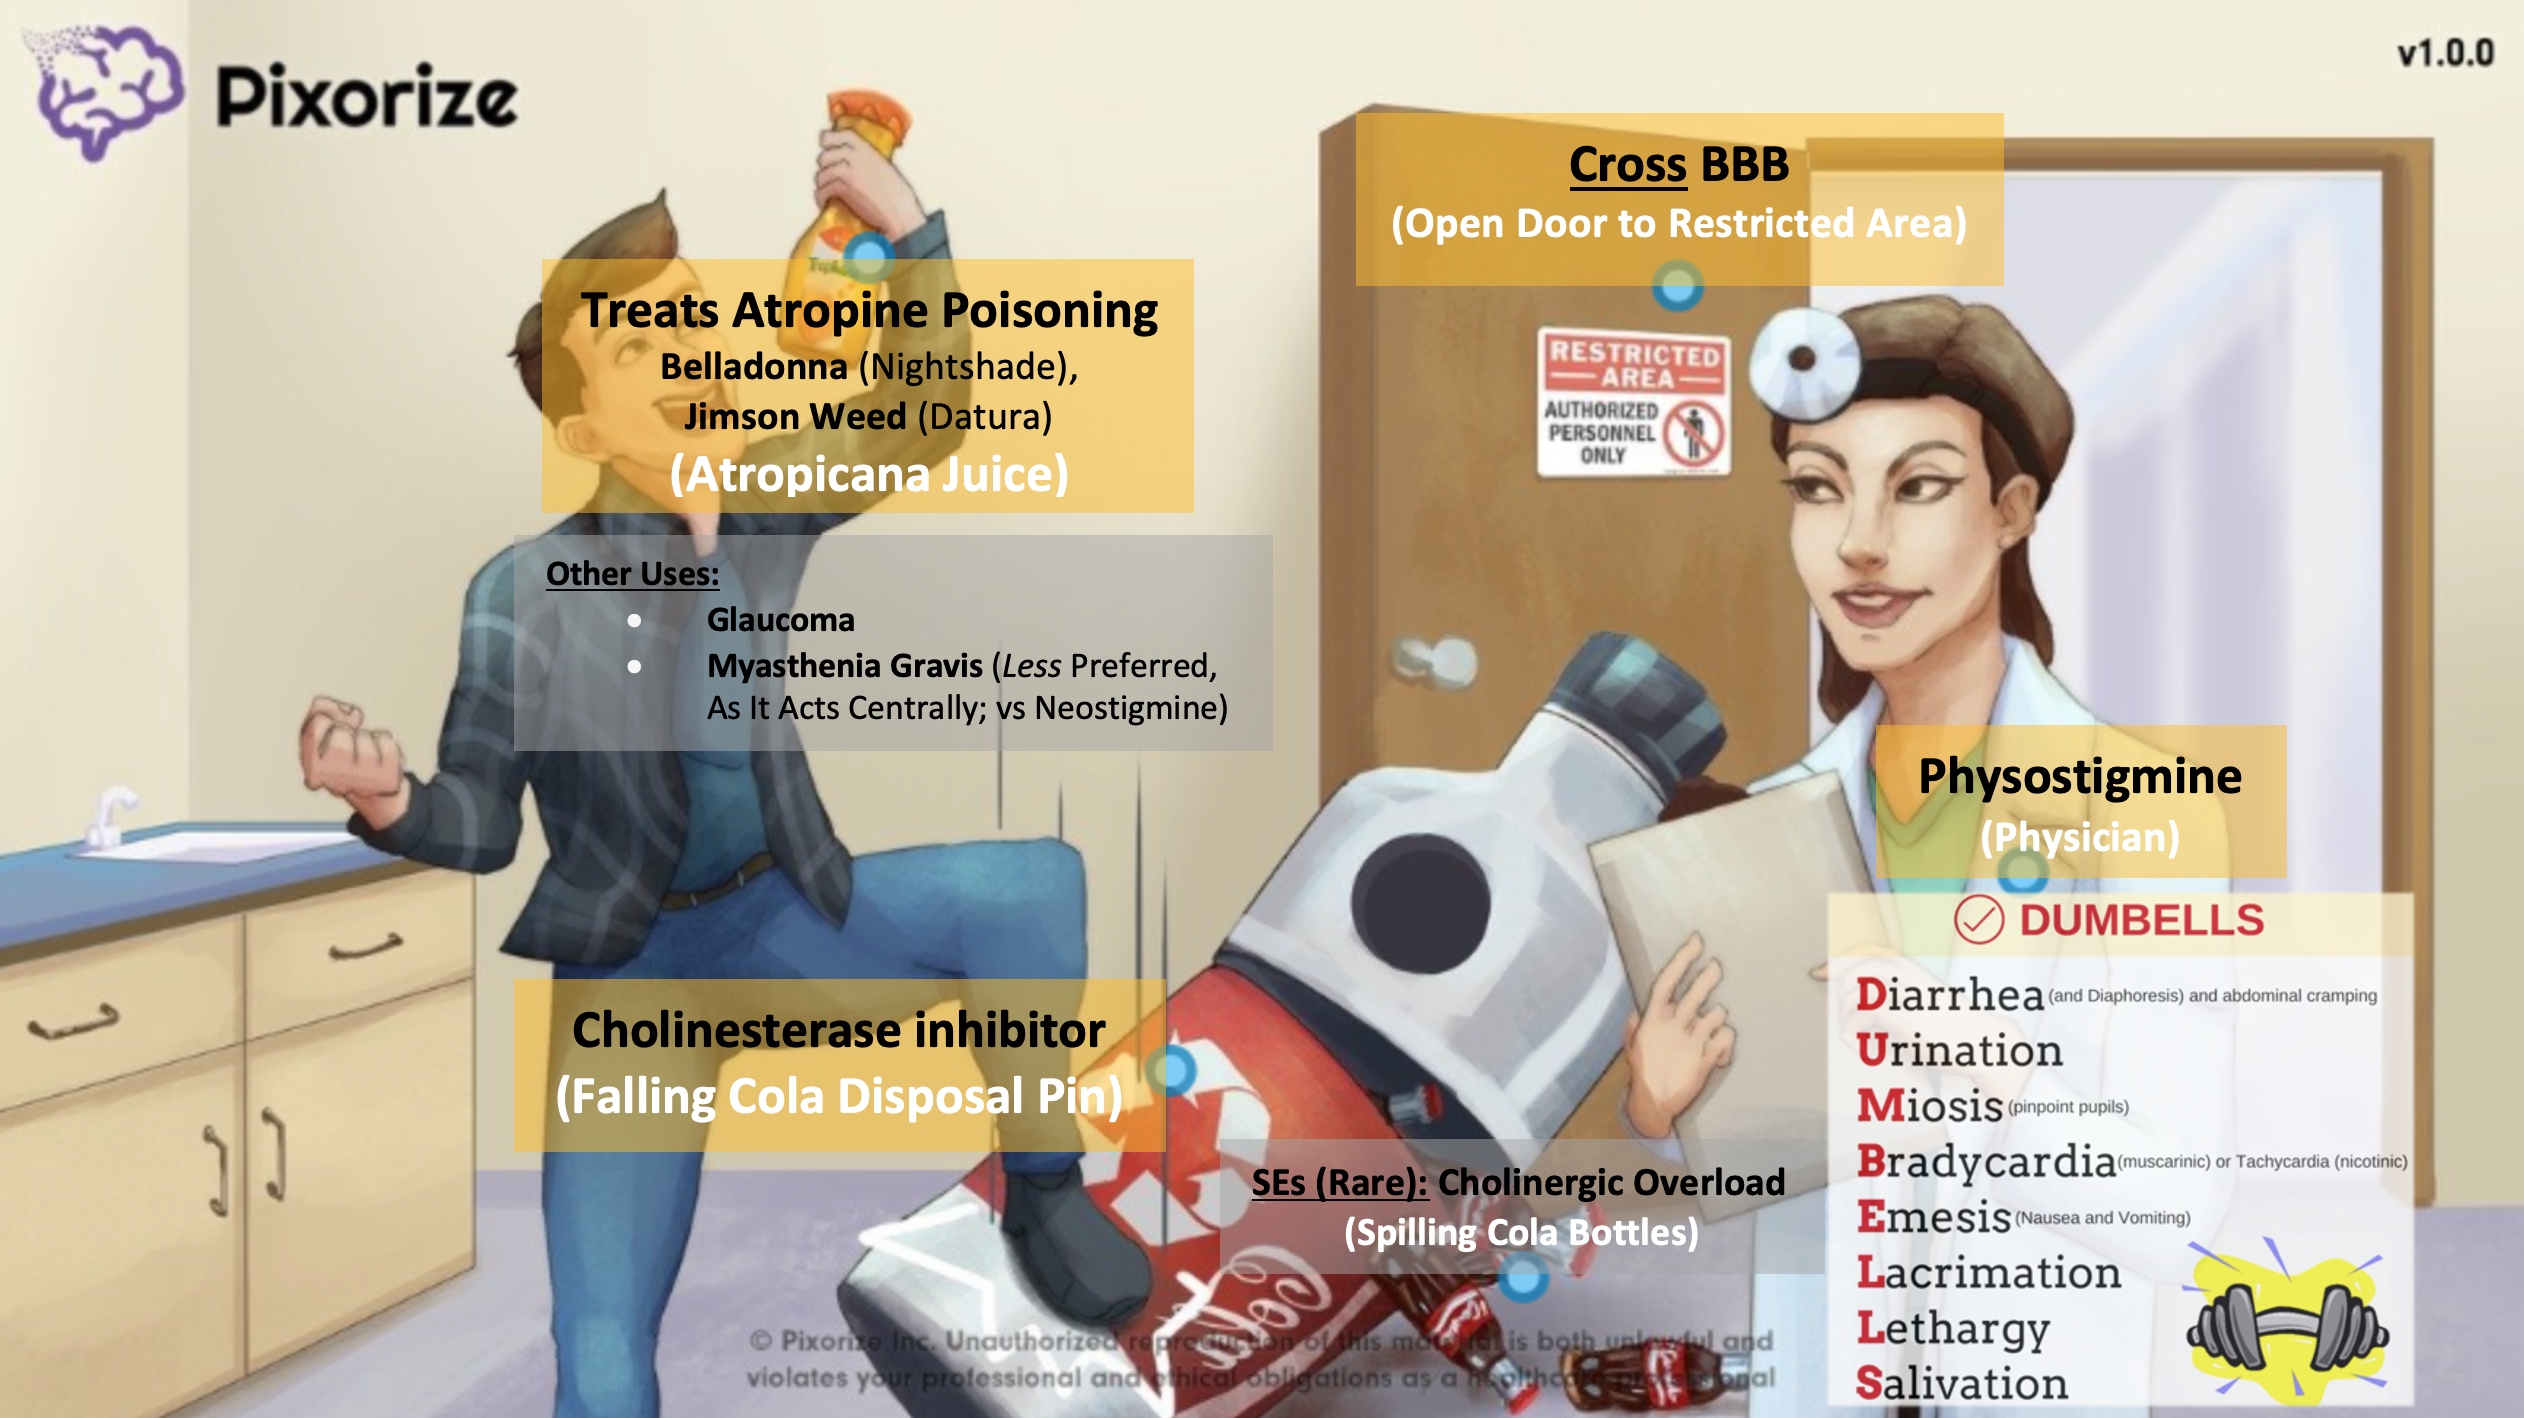 Pixorize
v1.0.0
Cross BBB
(Open Door to Restricted Area)
RESTRICTED
AREA
AUTHORIZED
PERSONNEL
ONLY
Treats Atropine Poisoning
Belladonna (Nightshade),
Jimson Weed (Datura)
(Atropicana Juice)
Other Uses:
● Glaucoma
● Myasthenia Gravis (Less Preferred,
As It Acts Centrally; vs Neostigmine)
Physostigmine
(Physician)
Cholinesterase inhibitor
(Falling Cola Disposal Pin)
SEs (Rare): Cholinergic Overload
(Spilling Cola Bottles)
DUMBELLS
Diarrhea (and Diaphoresis) and abdominal cramping
Urination
Miosis (pinpoint pupils)
Bradycardia (muscarinic) or Tachycardia (nicotinic)
Emesis (Nausea and Vomiting)
Lacrimation
Lethargy
Salivation
© Pixorize Inc. Unauthorized reproduction of this material is both unlawful and
violates your professional and ethical obligations as a healthcare professional